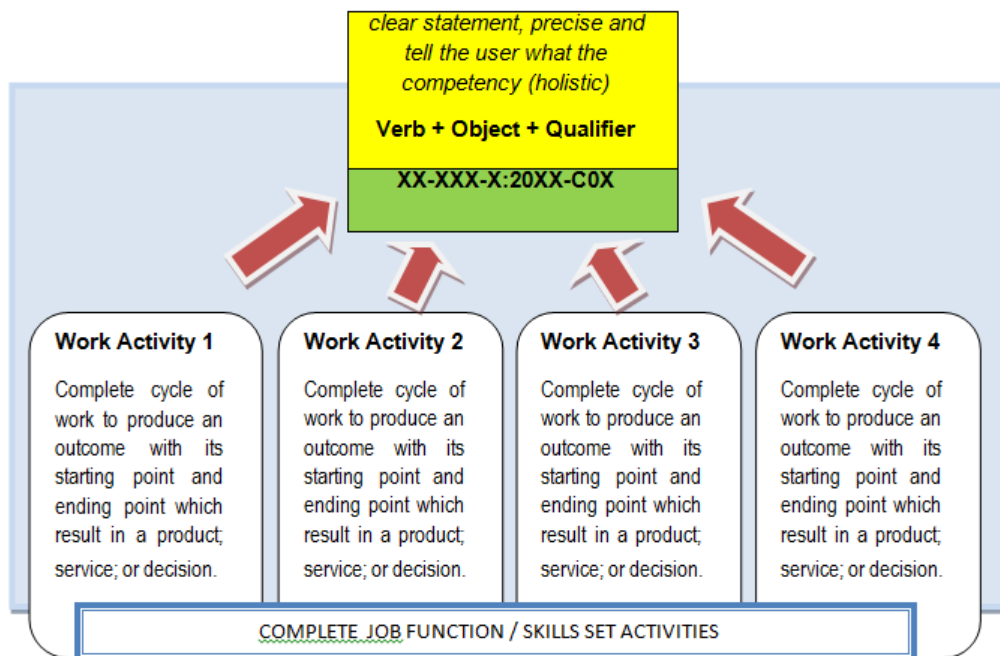 clear statement, precise and
tell the user what the
competency (holistic)
Verb + Object + Qualifier
XX-XXX-X:20XX-C0X
Work Activity 1
Complete cycle of
work to produce an
outcome with its
starting point and
ending point which
result in a product;
service; or decision.
Work Activity 2
Complete cycle of
work to produce an
outcome with its
starting point and
ending point which
result in a product;
service; or decision.
Work Activity 3
Complete cycle of
work to produce an
outcome with its
starting point and
ending point which
result in a product;
service; or decision.
Work Activity 4
Complete cycle of
work to produce an
outcome with its
starting point and
ending point which
result in a product;
service; or decision.
COMPLETE JOB FUNCTION / SKILLS SET ACTIVITIES